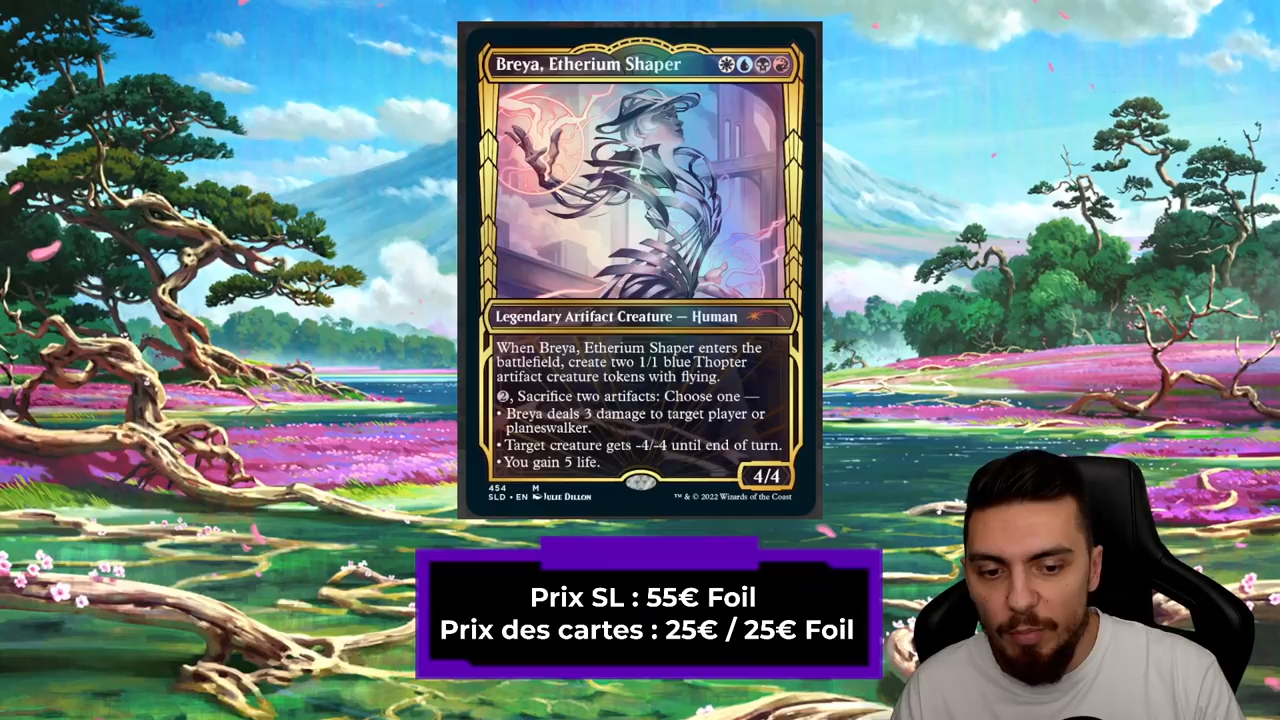 Breya, Etherium Shaper
Legendary Artifact Creature — Human
When Breya, Etherium Shaper enters the
battlefield, create two 1/1 blue Thopter
artifact creature tokens with flying.
2, Sacrifice two artifacts: Choose one —
• Breya deals 3 damage to target player or
planeswalker.
• Target creature gets -4/-4 until end of turn.
• You gain 5 life.
4/4
454 M
SLD • EN JULIE DILLON
™ & © 2022 Wizards of the Coast
Prix SL : 55€ Foil
Prix des cartes : 25€ / 25€ Foil